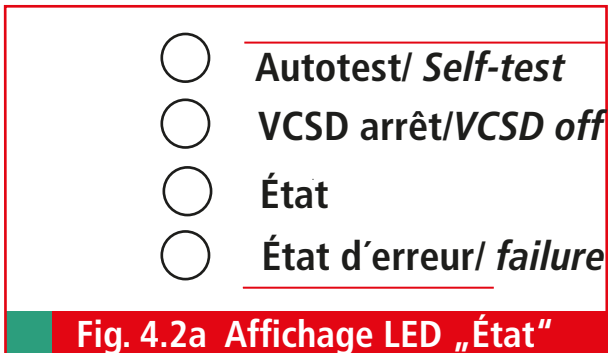 Autotest/ Self-test
VCSD arrêt/VCSD off
État
État d´erreur/ failure
Fig. 4.2a Affichage LED „État“